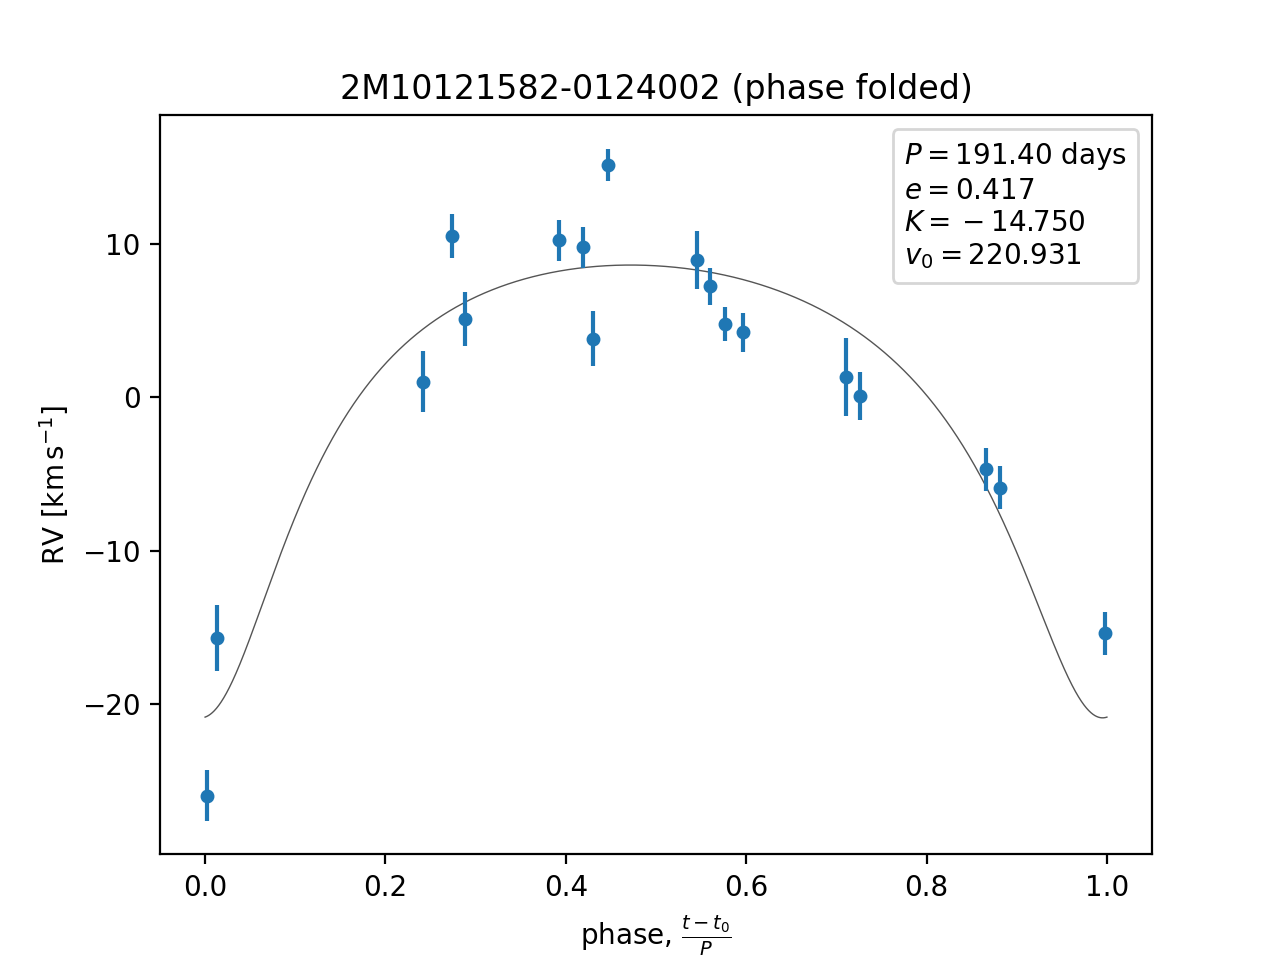 2M10121582-0124002 (phase folded)
P = 191.40 days
e = 0.417
K = −14.750
v₀ = 220.931
10
0
−10
−20
RV [km s⁻¹]
0.0 0.2 0.4 0.6 0.8 1.0
phase, (t − t₀)/P